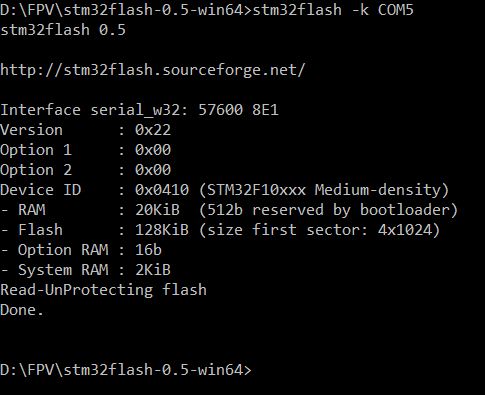 D:\FPV\stm32flash-0.5-win64>stm32flash -k COM5
stm32flash 0.5

http://stm32flash.sourceforge.net/

Interface serial_w32: 57600 8E1
Version      : 0x22
Option 1     : 0x00
Option 2     : 0x00
Device ID    : 0x0410 (STM32F10xxx Medium-density)
- RAM        : 20KiB  (512b reserved by bootloader)
- Flash      : 128KiB (size first sector: 4x1024)
- Option RAM : 16b
- System RAM : 2KiB
Read-UnProtecting flash
Done.

D:\FPV\stm32flash-0.5-win64>